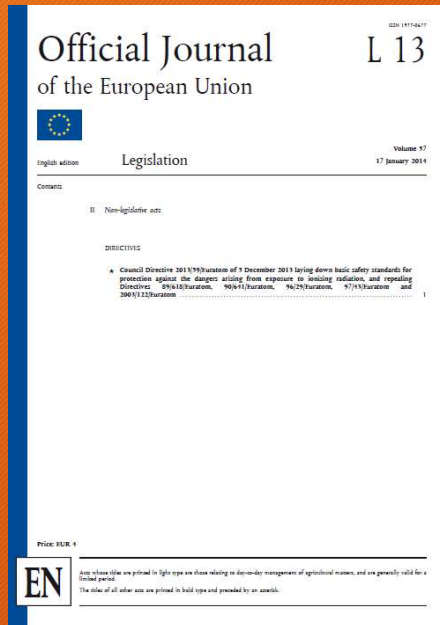 ISSN 1977-0677
Official Journal
L 13
of the European Union
Volume 57
English edition
Legislation
17 January 2014
Contents
II Non-legislative acts
DIRECTIVES
★ Council Directive 2013/59/Euratom of 5 December 2013 laying down basic safety standards for
protection against the dangers arising from exposure to ionising radiation, and repealing
Directives 89/618/Euratom, 90/641/Euratom, 96/29/Euratom, 97/43/Euratom and
2003/122/Euratom ........................................................ 1
Price: EUR 4
EN
Acts whose titles are printed in light type are those relating to day-to-day management of agricultural matters, and are generally valid for a
limited period.
The titles of all other acts are printed in bold type and preceded by an asterisk.